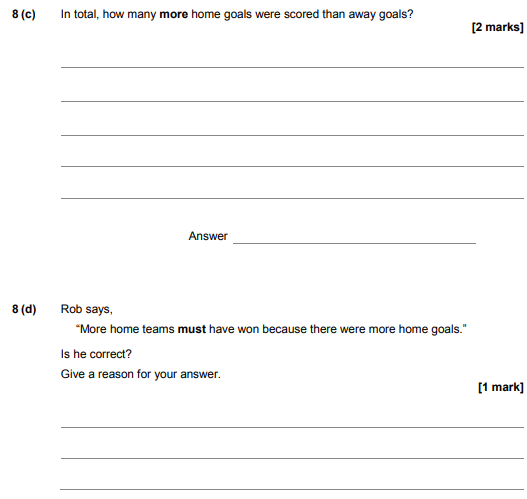 8 (c) In total, how many more home goals were scored than away goals?
[2 marks]
Answer
8 (d) Rob says,
“More home teams must have won because there were more home goals.”
Is he correct?
Give a reason for your answer.
[1 mark]